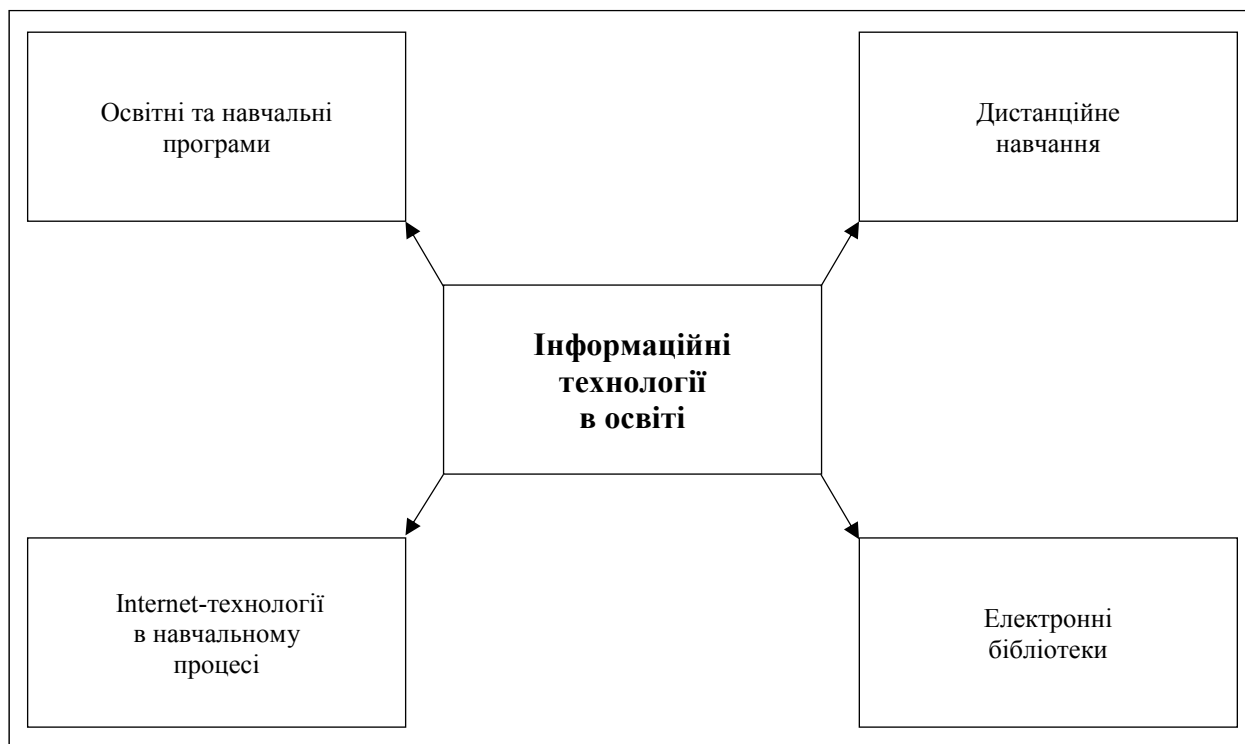 Освітні та навчальні
програми
Дистанційне
навчання
Інформаційні
технології
в освіті
Internet-технології
в навчальному
процесі
Електронні
бібліотеки